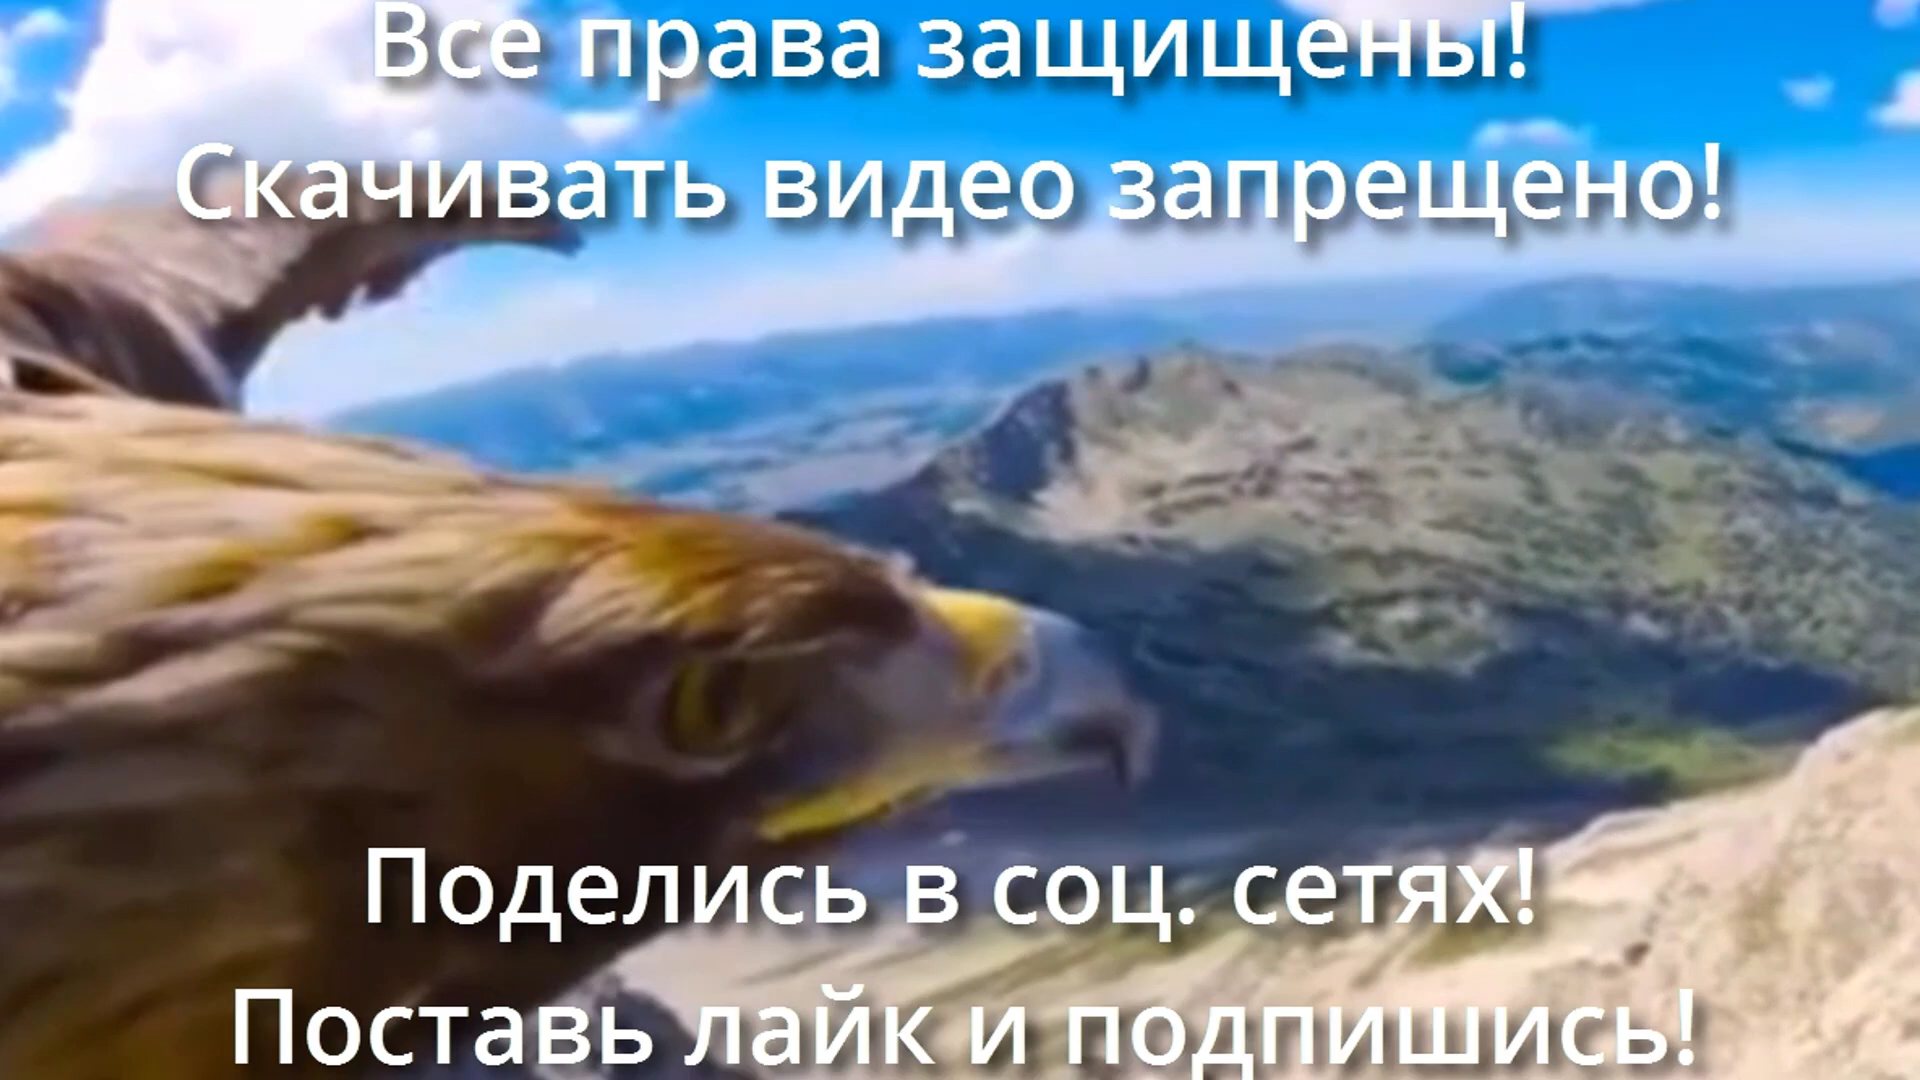 Все права защищены!
Скачивать видео запрещено!
Поделись в соц. сетях!
Поставь лайк и подпишись!